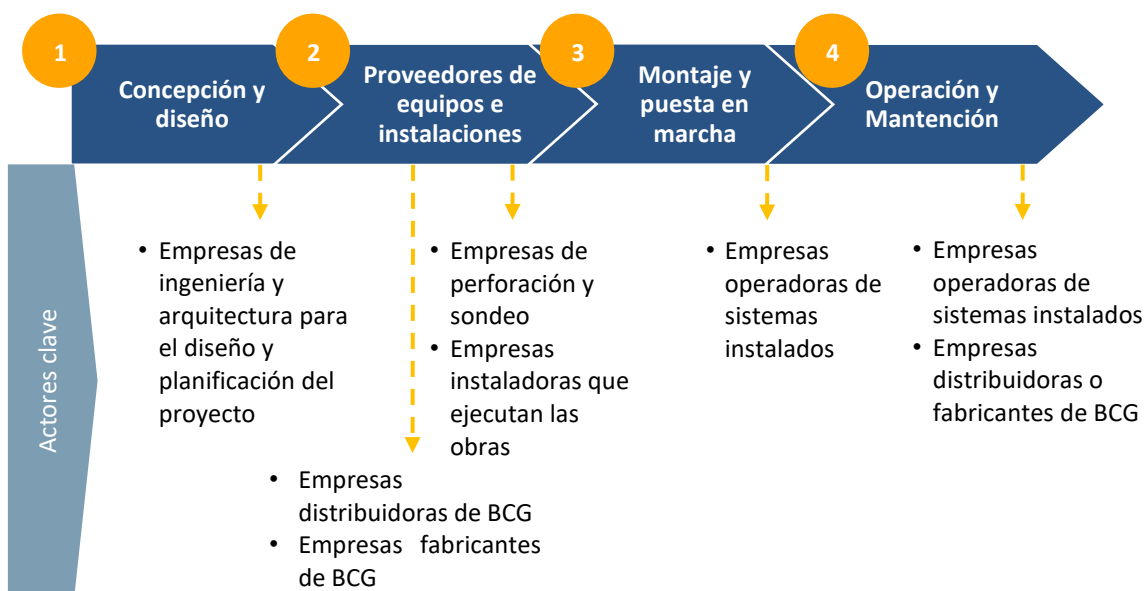 1
Concepción y
diseño
2
Proveedores de
equipos e
instalaciones
3
Montaje y
puesta en
marcha
4
Operación y
Mantención
Actores clave
• Empresas de
ingeniería y
arquitectura para
el diseño y
planificación del
proyecto
• Empresas
distribuidoras de BCG
• Empresas fabricantes
de BCG
• Empresas de
perforación y
sondeo
• Empresas
instaladoras que
ejecutan las
obras
• Empresas
operadoras de
sistemas
instalados
• Empresas
operadoras de
sistemas instalados
• Empresas
distribuidoras o
fabricantes de BCG